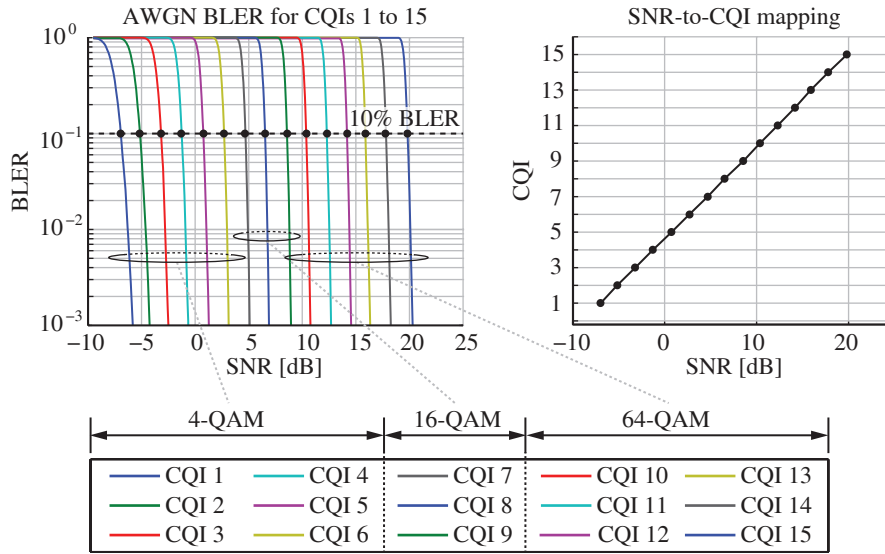 AWGN BLER for CQIs 1 to 15
10^0
10^-1
10^-2
10^-3
BLER
10% BLER
-10 -5 0 5 10 15 20 25
SNR [dB]
SNR-to-CQI mapping
15
13
11
9
7
5
3
1
CQI
-10 0 10 20
SNR [dB]
4-QAM 16-QAM 64-QAM
CQI 1 CQI 4 CQI 7 CQI 10 CQI 13
CQI 2 CQI 5 CQI 8 CQI 11 CQI 14
CQI 3 CQI 6 CQI 9 CQI 12 CQI 15